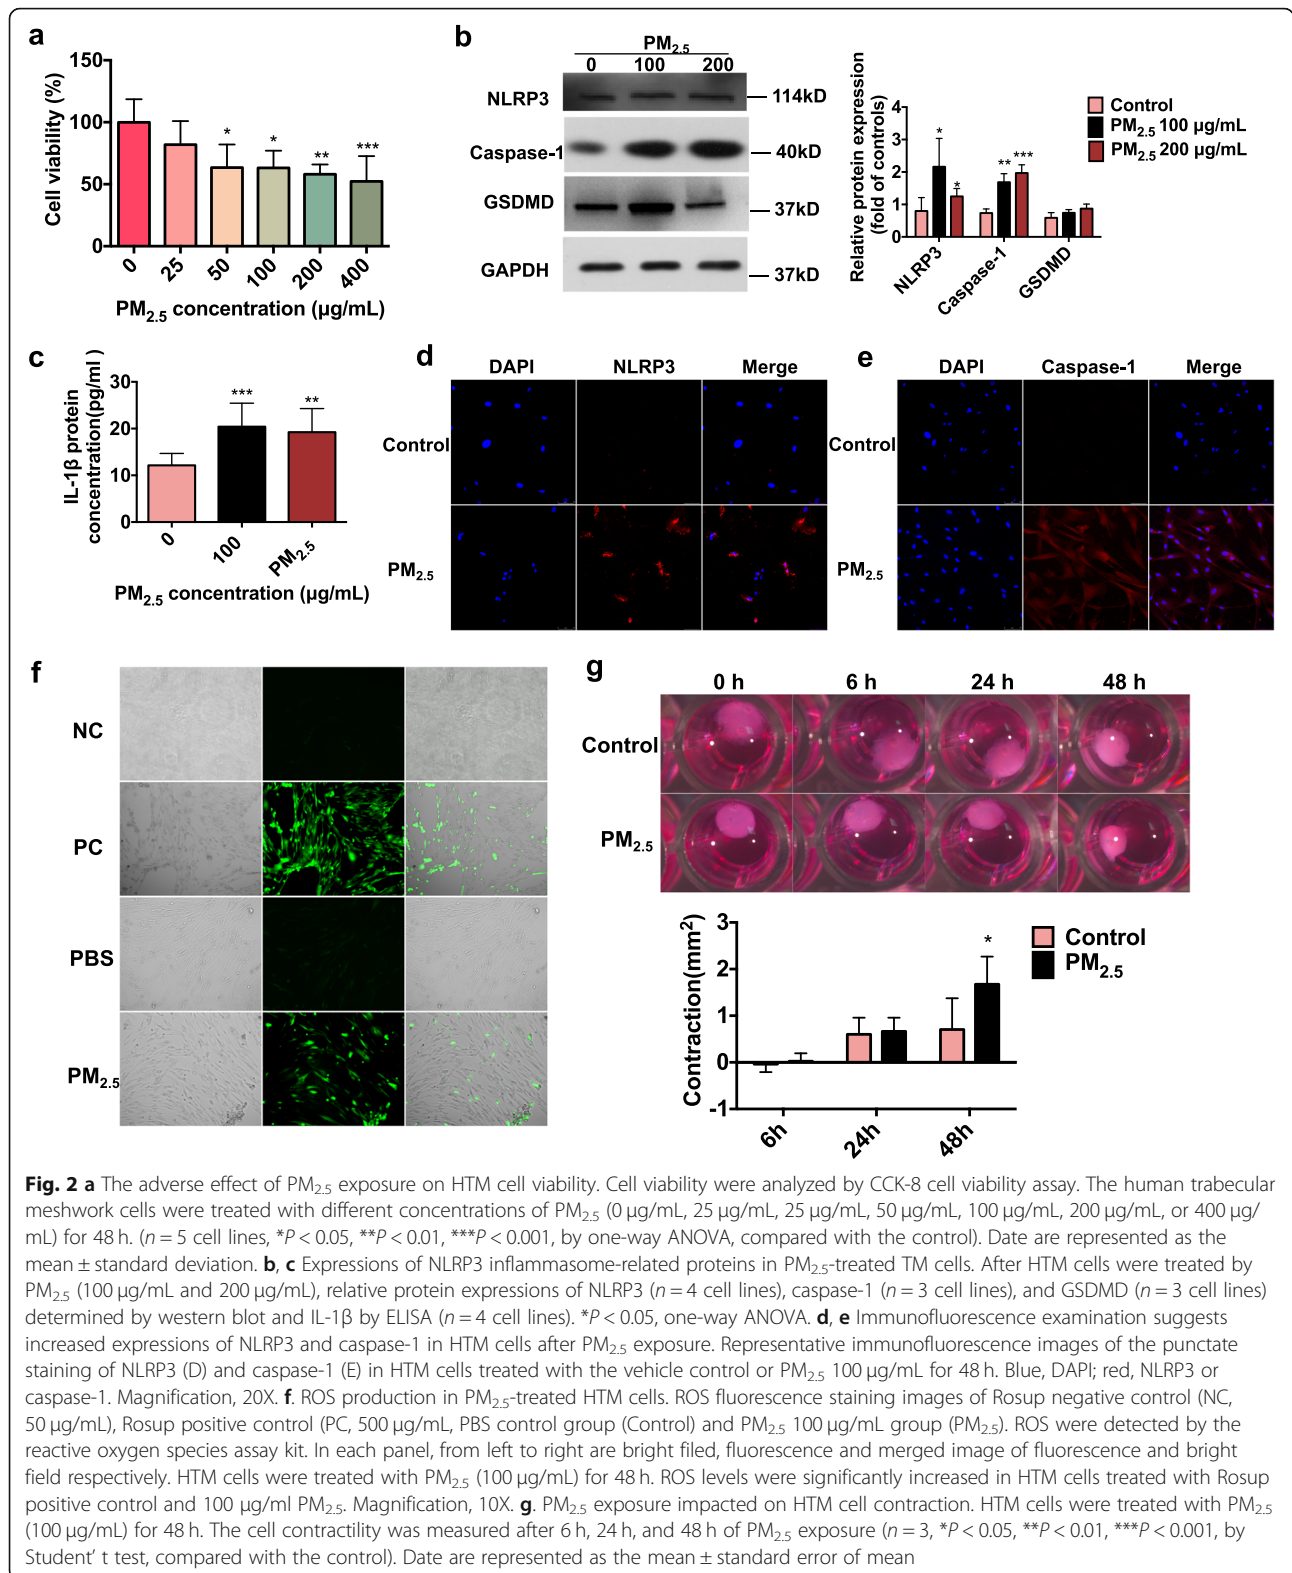 a
Cell viability (%)
150
100
50
0
*
*
**
***
0
25
50
100
200
400
PM2.5 concentration (µg/mL)
b
PM2.5
0
100
200
NLRP3
114kD
Caspase-1
40kD
GSDMD
37kD
GAPDH
37kD
Relative protein expression
(fold of controls)
4
3
2
1
0
*
*
**
***
NLRP3
Caspase-1
GSDMD
Control
PM2.5 100 µg/mL
PM2.5 200 µg/mL
c
IL-1β protein
concentration(pg/ml )
30
20
10
0
***
**
0
100
PM2.5
PM2.5 concentration (µg/mL)
d
DAPI
NLRP3
Merge
Control
PM2.5
e
DAPI
Caspase-1
Merge
Control
PM2.5
f
NC
PC
PBS
PM2.5
g
0 h
6 h
24 h
48 h
Control
PM2.5
Contraction(mm2)
3
2
1
0
-1
*
6h
24h
48h
Control
PM2.5
Fig. 2 a The adverse effect of PM2.5 exposure on HTM cell viability. Cell viability were analyzed by CCK-8 cell viability assay. The human trabecular
meshwork cells were treated with different concentrations of PM2.5 (0 µg/mL, 25 µg/mL, 25 µg/mL, 50 µg/mL, 100 µg/mL, 200 µg/mL, or 400 µg/
mL) for 48 h. (n = 5 cell lines, *P < 0.05, **P < 0.01, ***P < 0.001, by one-way ANOVA, compared with the control). Date are represented as the
mean ± standard deviation. b, c Expressions of NLRP3 inflammasome-related proteins in PM2.5-treated TM cells. After HTM cells were treated by
PM2.5 (100 µg/mL and 200 µg/mL), relative protein expressions of NLRP3 (n = 4 cell lines), caspase-1 (n = 3 cell lines), and GSDMD (n = 3 cell lines)
determined by western blot and IL-1β by ELISA (n = 4 cell lines). *P < 0.05, one-way ANOVA. d, e Immunofluorescence examination suggests
increased expressions of NLRP3 and caspase-1 in HTM cells after PM2.5 exposure. Representative immunofluorescence images of the punctate
staining of NLRP3 (D) and caspase-1 (E) in HTM cells treated with the vehicle control or PM2.5 100 µg/mL for 48 h. Blue, DAPI; red, NLRP3 or
caspase-1. Magnification, 20X. f. ROS production in PM2.5-treated HTM cells. ROS fluorescence staining images of Rosup negative control (NC,
50 µg/mL), Rosup positive control (PC, 500 µg/mL, PBS control group (Control) and PM2.5 100 µg/mL group (PM2.5). ROS were detected by the
reactive oxygen species assay kit. In each panel, from left to right are bright filed, fluorescence and merged image of fluorescence and bright
field respectively. HTM cells were treated with PM2.5 (100 µg/mL) for 48 h. ROS levels were significantly increased in HTM cells treated with Rosup
positive control and 100 µg/ml PM2.5. Magnification, 10X. g. PM2.5 exposure impacted on HTM cell contraction. HTM cells were treated with PM2.5
(100 µg/mL) for 48 h. The cell contractility was measured after 6 h, 24 h, and 48 h of PM2.5 exposure (n = 3, *P < 0.05, **P < 0.01, ***P < 0.001, by
Student' t test, compared with the control). Date are represented as the mean ± standard error of mean